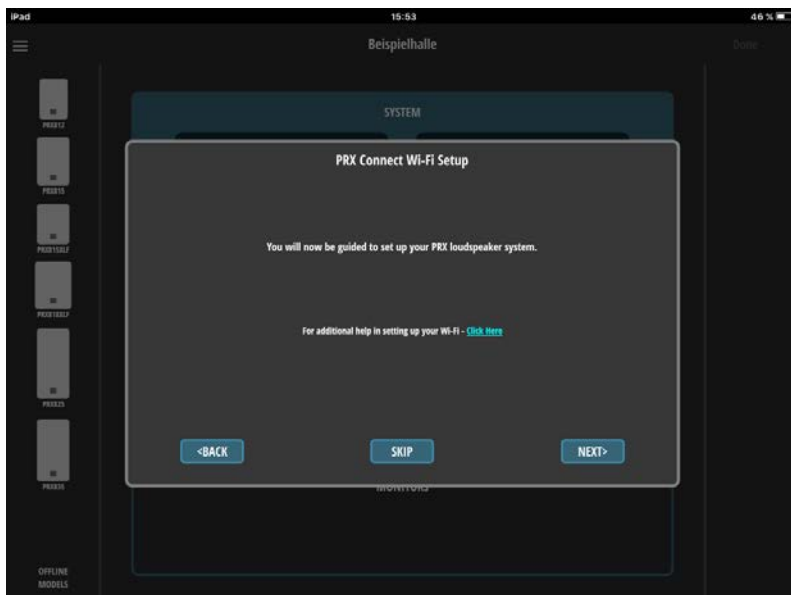 iPad 15:53 46 %
Beispielhalle Done
SYSTEM
PRX812
PRX815
PRX815XLF
PRX818XLF
PRX825
PRX835
PRX Connect Wi-Fi Setup
You will now be guided to set up your PRX loudspeaker system.
For additional help in setting up your Wi-Fi - Click Here
<BACK SKIP NEXT>
MONITORS
OFFLINE
MODELS